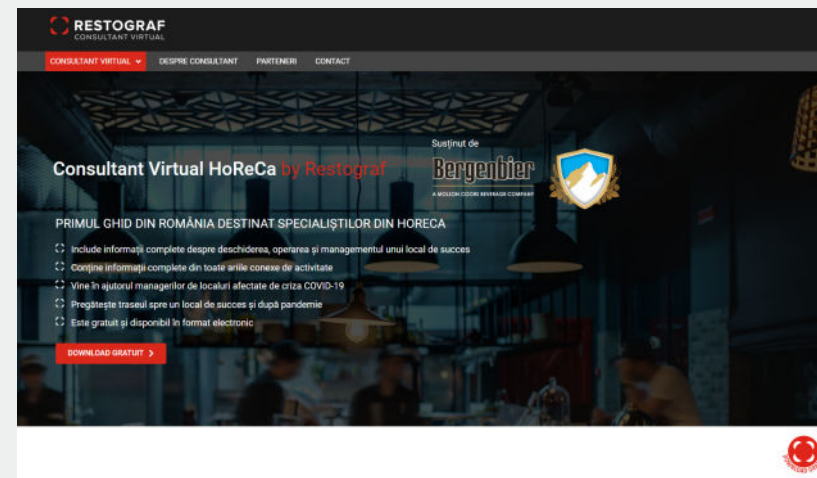 RESTOGRAF
CONSULTANT VIRTUAL
CONSULTANT VIRTUAL DESPRE CONSULTANT PARTENERI CONTACT
Susținut de
Bergenbier
A MOLSON COORS BEVERAGE COMPANY
Consultant Virtual HoReCa by Restograf
PRIMUL GHID DIN ROMÂNIA DESTINAT SPECIALIȘTILOR DIN HORECA
Include informații complete despre deschiderea, operarea și managementul unui local de succes
Conține informații complete din toate ariile conexe de activitate
Vine în ajutorul managerilor de localuri afectate de criza COVID-19
Pregătește traseul spre un local de succes și după pandemie
Este gratuit și disponibil în format electronic
DOWNLOAD GRATUIT